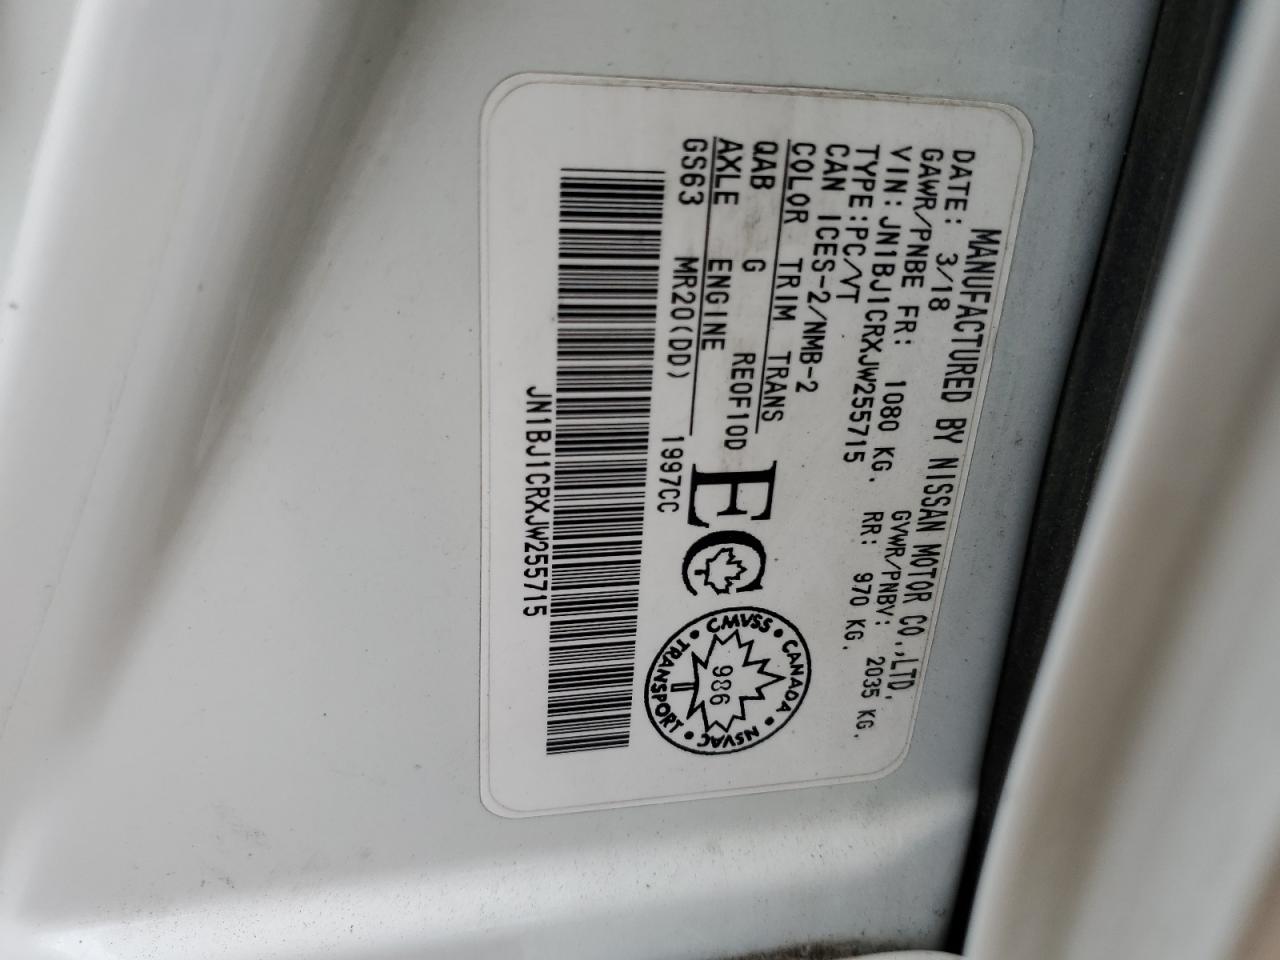 MANUFACTURED BY NISSAN MOTOR CO.,LTD.
DATE: 3/18 GVWR/PNBV: 2035 KG.
GAWR/PNBE FR: 1080 KG. RR: 970 KG.
VIN:JN1BJ1CRXJW255715
TYPE:PC/VT
CAN ICES-2/NMB-2
COLOR TRIM TRANS
QAB G RE0F10D
AXLE ENGINE
GS63 MR20(DD) 1997CC
EC
CMVSS • CANADA • NSVAC • TRANSPORT •
986
JN1BJ1CRXJW255715